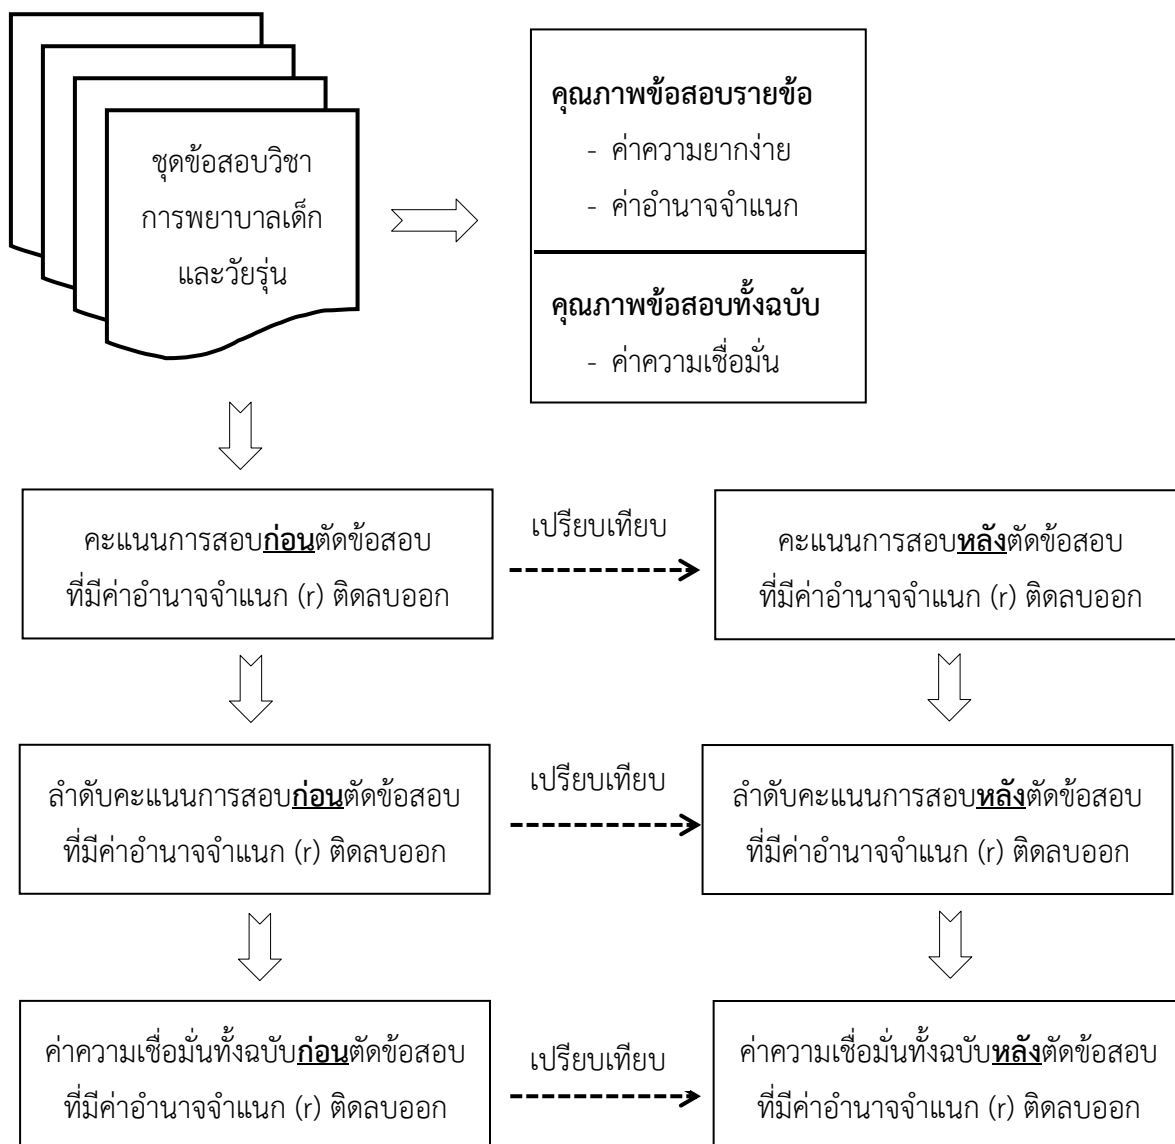 ชุดข้อสอบวิชา
การพยาบาลเด็ก
และวัยรุ่น
คุณภาพข้อสอบรายข้อ
- ค่าความยากง่าย
- ค่าอำนาจจำแนก
คุณภาพข้อสอบทั้งฉบับ
- ค่าความเชื่อมั่น
คะแนนการสอบก่อนตัดข้อสอบ
ที่มีค่าอำนาจจำแนก (r) ติดลบออก
เปรียบเทียบ
คะแนนการสอบหลังตัดข้อสอบ
ที่มีค่าอำนาจจำแนก (r) ติดลบออก
ลำดับคะแนนการสอบก่อนตัดข้อสอบ
ที่มีค่าอำนาจจำแนก (r) ติดลบออก
เปรียบเทียบ
ลำดับคะแนนการสอบหลังตัดข้อสอบ
ที่มีค่าอำนาจจำแนก (r) ติดลบออก
ค่าความเชื่อมั่นทั้งฉบับก่อนตัดข้อสอบ
ที่มีค่าอำนาจจำแนก (r) ติดลบออก
เปรียบเทียบ
ค่าความเชื่อมั่นทั้งฉบับหลังตัดข้อสอบ
ที่มีค่าอำนาจจำแนก (r) ติดลบออก